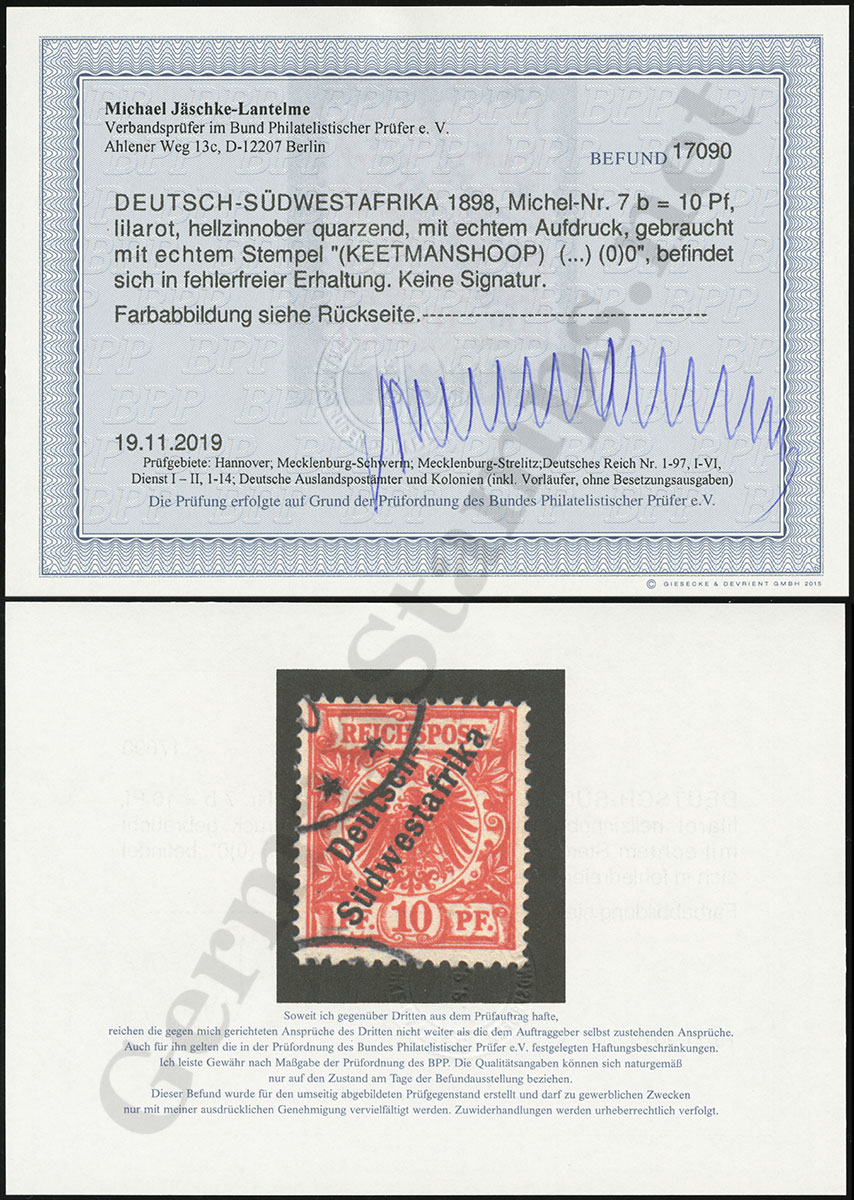 Michael Jäschke-Lantelme
Verbandsprüfer im Bund Philatelistischer Prüfer e. V.
Ahlener Weg 13c, D-12207 Berlin
BEFUND 17090
DEUTSCH-SÜDWESTAFRIKA 1898, Michel-Nr. 7 b = 10 Pf,
lilarot, hellzinnober quarzend, mit echtem Aufdruck, gebraucht
mit echtem Stempel "(KEETMANSHOOP) (...) (0)0", befindet
sich in fehlerfreier Erhaltung. Keine Signatur.
Farbabbildung siehe Rückseite.--------------------------------------
19.11.2019
Prüfgebiete: Hannover; Mecklenburg-Schwerin; Mecklenburg-Strelitz;Deutsches Reich Nr. 1-97, I-VI,
Dienst I – II, 1-14; Deutsche Auslandspostämter und Kolonien (inkl. Vorläufer, ohne Besetzungsausgaben)
Die Prüfung erfolgte auf Grund der Prüfordnung des Bundes Philatelistischer Prüfer e.V.
© GIESECKE & DEVRIENT GMBH 2015
German-Stamps.net
REICHSPOST
Deutsch-
Südwestafrika
PF. 10 PF.
Soweit ich gegenüber Dritten aus dem Prüfauftrag hafte,
reichen die gegen mich gerichteten Ansprüche des Dritten nicht weiter als die dem Auftraggeber selbst zustehenden Ansprüche.
Auch für ihn gelten die in der Prüfordnung des Bundes Philatelistischer Prüfer e.V. festgelegten Haftungsbeschränkungen.
Ich leiste Gewähr nach Maßgabe der Prüfordnung des BPP. Die Qualitätsangaben können sich naturgemäß
nur auf den Zustand am Tage der Befundausstellung beziehen.
Dieser Befund wurde für den umseitig abgebildeten Prüfgegenstand erstellt und darf zu gewerblichen Zwecken
nur mit meiner ausdrücklichen Genehmigung vervielfältigt werden. Zuwiderhandlungen werden urheberrechtlich verfolgt.